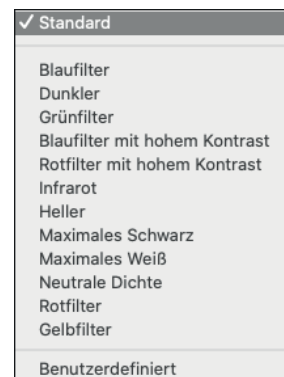 ✓ Standard
Blaufilter
Dunkler
Grünfilter
Blaufilter mit hohem Kontrast
Rotfilter mit hohem Kontrast
Infrarot
Heller
Maximales Schwarz
Maximales Weiß
Neutrale Dichte
Rotfilter
Gelbfilter
Benutzerdefiniert